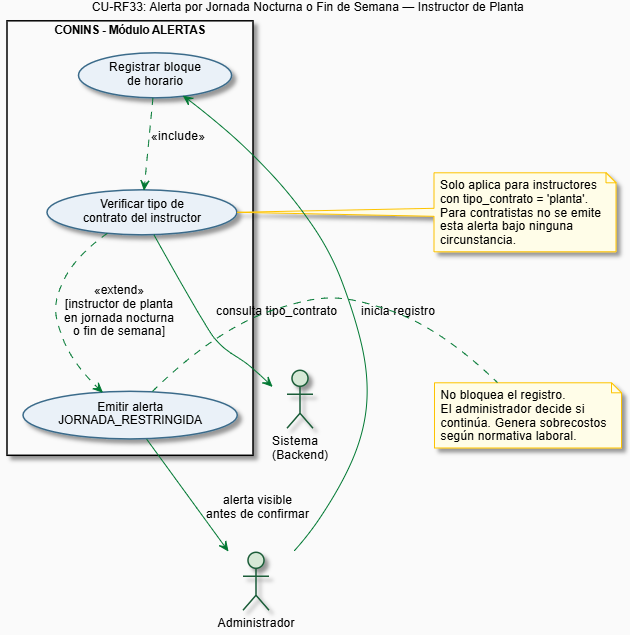 CU-RF33: Alerta por Jornada Nocturna o Fin de Semana — Instructor de Planta
CONINS - Módulo ALERTAS
Registrar bloque
de horario
«include»
Verificar tipo de
contrato del instructor
Solo aplica para instructores
con tipo_contrato = 'planta'.
Para contratistas no se emite
esta alerta bajo ninguna
circunstancia.
«extend»
[instructor de planta
en jornada nocturna
o fin de semana]
consulta tipo_contrato
inicia registro
Emitir alerta
JORNADA_RESTRINGIDA
Sistema
(Backend)
No bloquea el registro.
El administrador decide si
continúa. Genera sobrecostos
según normativa laboral.
alerta visible
antes de confirmar
Administrador